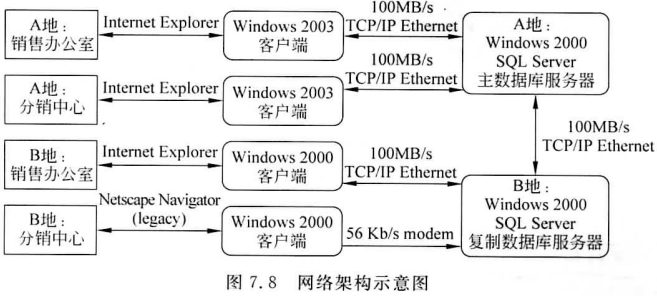 A地：
销售办公室
Internet Explorer
Windows 2003
客户端
100MB/s
TCP/IP Ethernet
A地：
Windows 2000
SQL Server
主数据库服务器
A地：
分销中心
Internet Explorer
Windows 2003
客户端
100MB/s
TCP/IP Ethernet
100MB/s
TCP/IP Ethernet
B地：
销售办公室
Internet Explorer
Windows 2000
客户端
100MB/s
TCP/IP Ethernet
B地：
Windows 2000
SQL Server
复制数据库服务器
B地：
分销中心
Netscape Navigator
(legacy)
Windows 2000
客户端
56 Kb/s modem
图 7.8 网络架构示意图